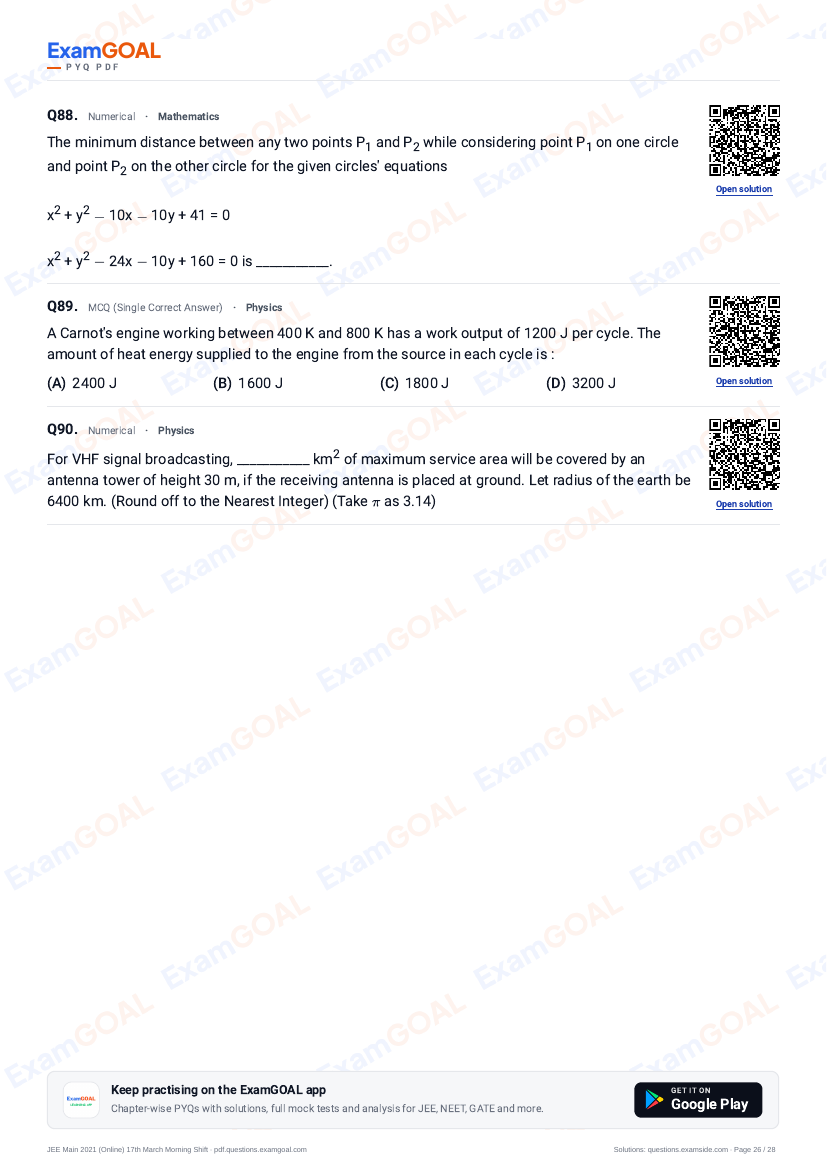 ExamGOAL
PYQ PDF
Q88. Numerical · Mathematics
The minimum distance between any two points P₁ and P₂ while considering point P₁ on one circle
and point P₂ on the other circle for the given circles' equations
x² + y² − 10x − 10y + 41 = 0
x² + y² − 24x − 10y + 160 = 0 is ___________.
Open solution
Q89. MCQ (Single Correct Answer) · Physics
A Carnot's engine working between 400 K and 800 K has a work output of 1200 J per cycle. The
amount of heat energy supplied to the engine from the source in each cycle is :
(A) 2400 J (B) 1600 J (C) 1800 J (D) 3200 J
Open solution
Q90. Numerical · Physics
For VHF signal broadcasting, ___________ km² of maximum service area will be covered by an
antenna tower of height 30 m, if the receiving antenna is placed at ground. Let radius of the earth be
6400 km. (Round off to the Nearest Integer) (Take π as 3.14)
Open solution
ExamGOAL
Keep practising on the ExamGOAL app
Chapter-wise PYQs with solutions, full mock tests and analysis for JEE, NEET, GATE and more.
GET IT ON
Google Play
JEE Main 2021 (Online) 17th March Morning Shift · pdf.questions.examgoal.com
Solutions: questions.examside.com · Page 26 / 28